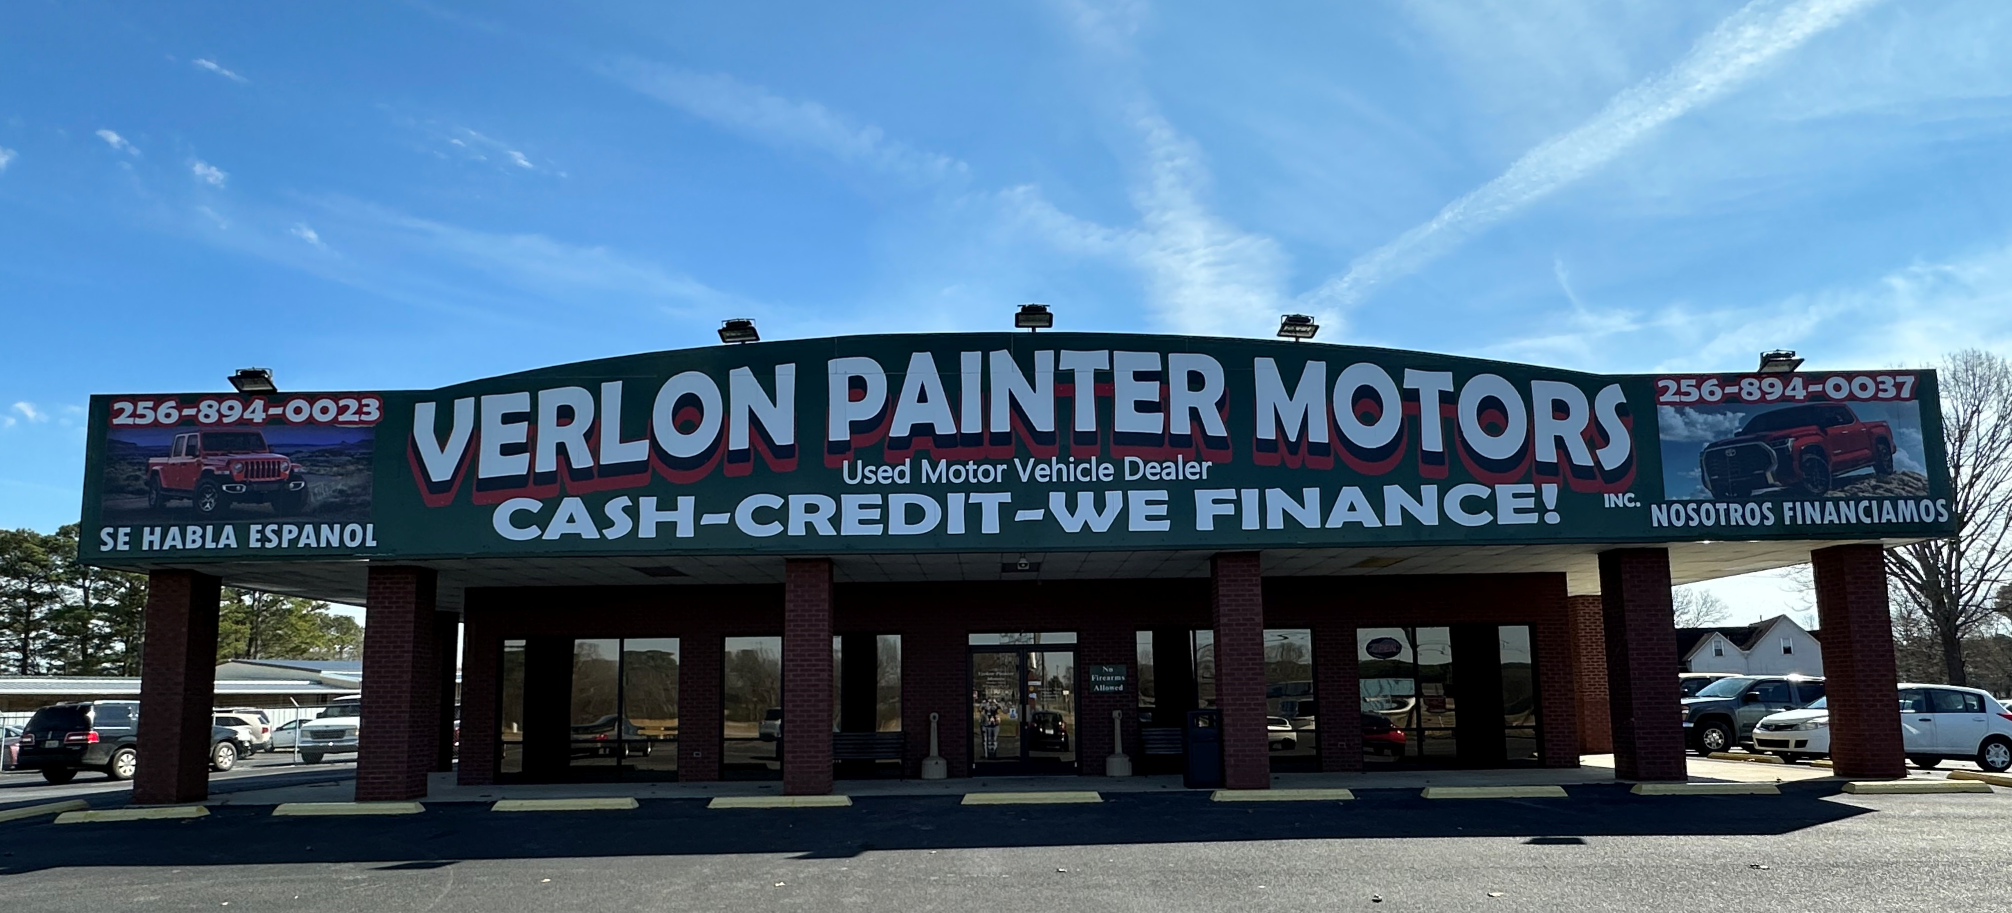 256-894-0023
SE HABLA ESPANOL
VERLON PAINTER MOTORS
Used Motor Vehicle Dealer
INC.
CASH-CREDIT-WE FINANCE!
256-894-0037
NOSOTROS FINANCIAMOS
No
Firearms
Allowed